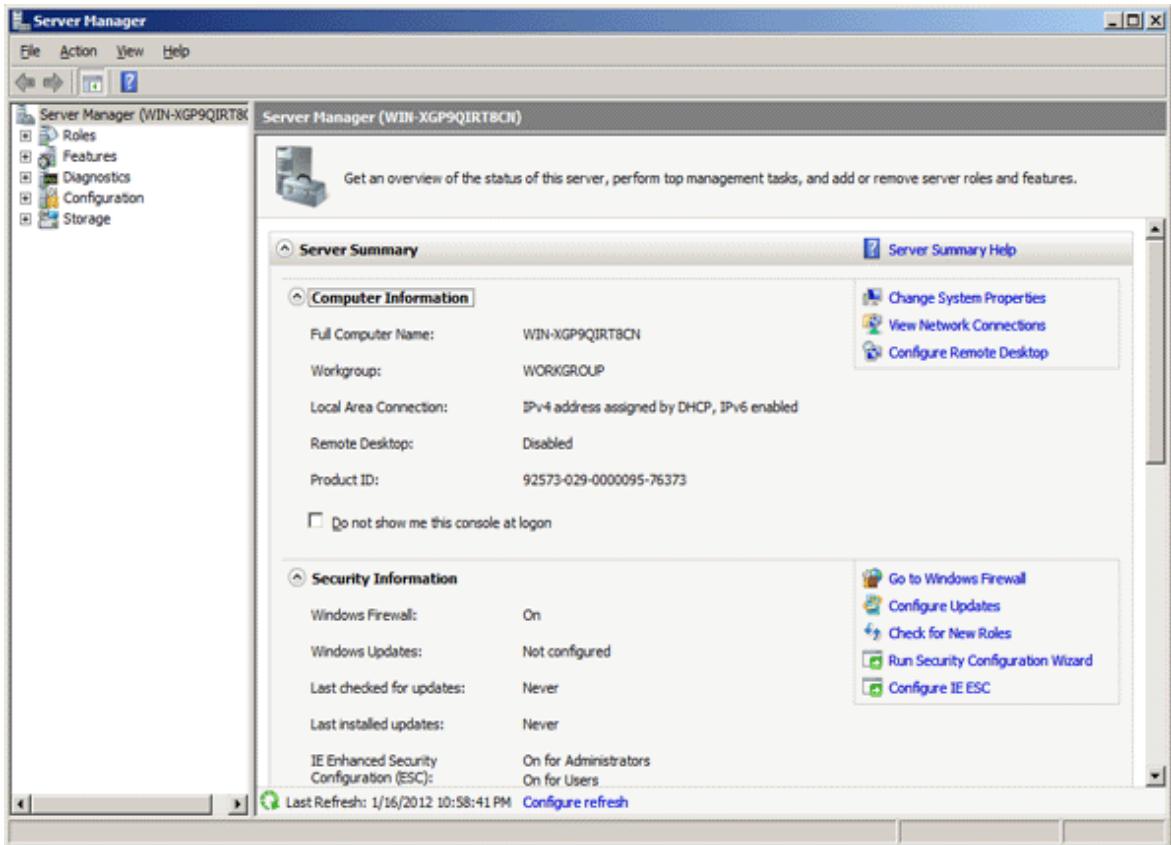 Server Manager
File Action View Help
Server Manager (WIN-XGP9QIRT8C
Roles
Features
Diagnostics
Configuration
Storage
Server Manager (WIN-XGP9QIRT8CN)
Get an overview of the status of this server, perform top management tasks, and add or remove server roles and features.
Server Summary
Server Summary Help
Computer Information
Full Computer Name: WIN-XGP9QIRT8CN
Workgroup: WORKGROUP
Local Area Connection: IPv4 address assigned by DHCP, IPv6 enabled
Remote Desktop: Disabled
Product ID: 92573-029-0000095-76373
Do not show me this console at logon
Change System Properties
View Network Connections
Configure Remote Desktop
Security Information
Windows Firewall: On
Windows Updates: Not configured
Last checked for updates: Never
Last installed updates: Never
IE Enhanced Security Configuration (ESC): On for Administrators
On for Users
Go to Windows Firewall
Configure Updates
Check for New Roles
Run Security Configuration Wizard
Configure IE ESC
Last Refresh: 1/16/2012 10:58:41 PM Configure refresh